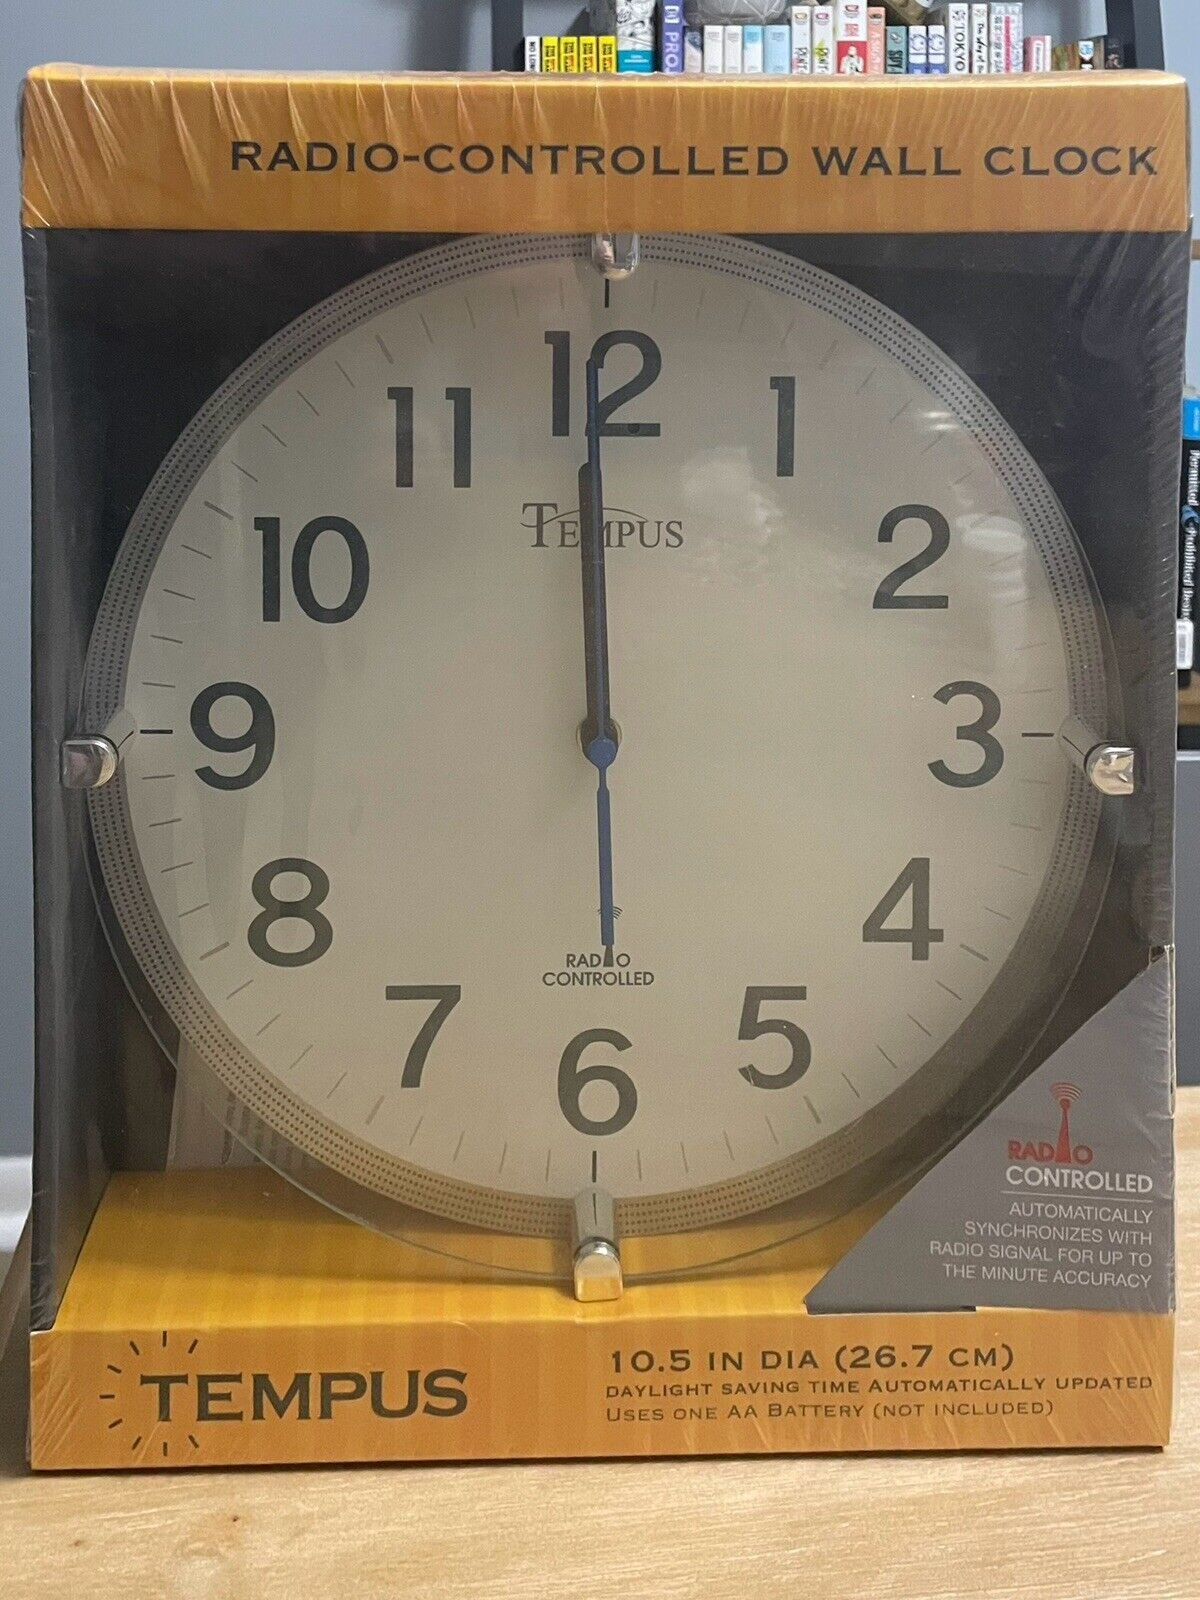 TOKYO
RADIO-CONTROLLED WALL CLOCK
12
11 1
TEMPUS
10 2
9 3
8 4
RADIO
CONTROLLED
7 5
6
RADIO
CONTROLLED
AUTOMATICALLY
SYNCHRONIZES WITH
RADIO SIGNAL FOR UP TO
THE MINUTE ACCURACY
TEMPUS
10.5 IN DIA (26.7 CM)
DAYLIGHT SAVING TIME AUTOMATICALLY UPDATED
USES ONE AA BATTERY (NOT INCLUDED)